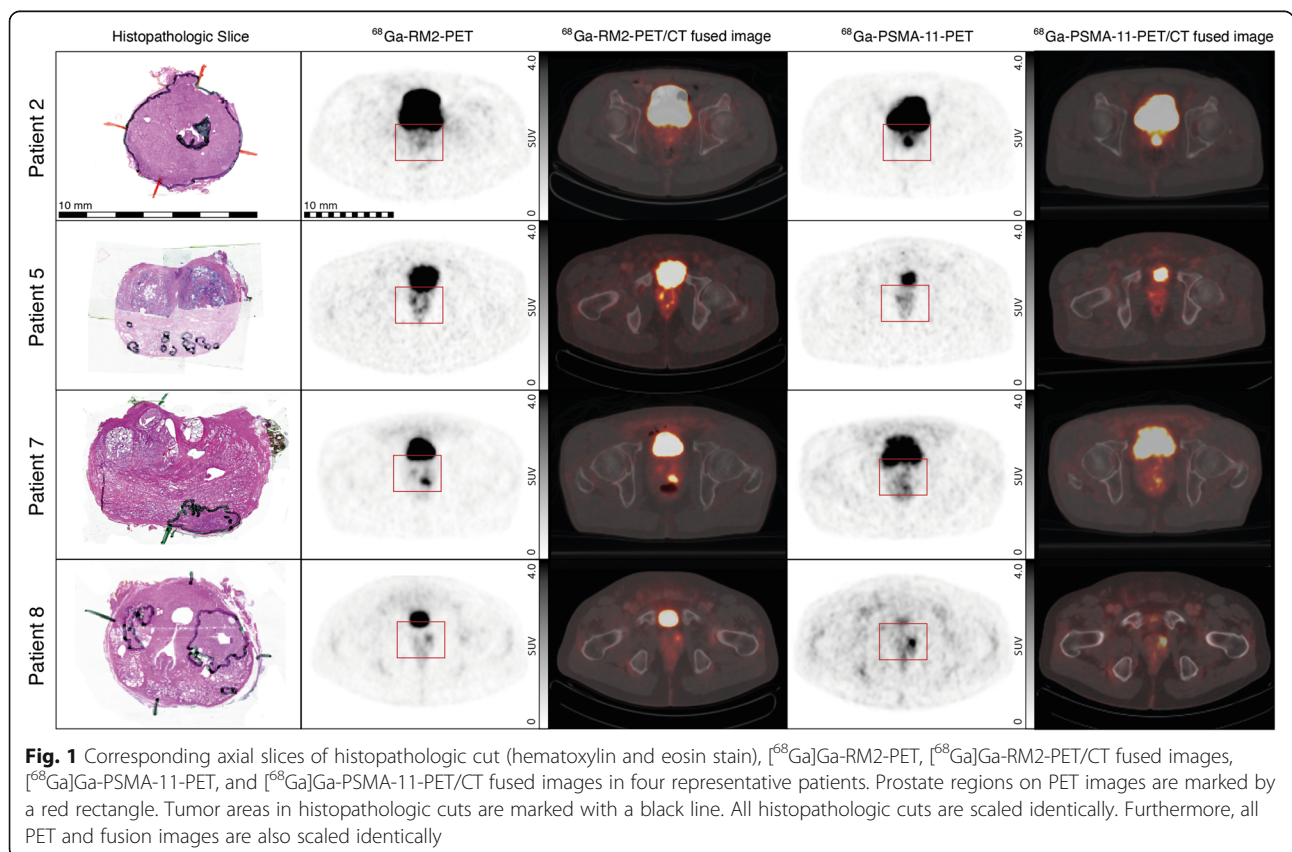 Histopathologic Slice ⁶⁸Ga-RM2-PET ⁶⁸Ga-RM2-PET/CT fused image ⁶⁸Ga-PSMA-11-PET ⁶⁸Ga-PSMA-11-PET/CT fused image
Patient 2
10 mm
10 mm
4.0
SUV
0
4.0
SUV
0
Patient 5
4.0
SUV
0
4.0
SUV
0
Patient 7
4.0
SUV
0
4.0
SUV
0
Patient 8
4.0
SUV
0
4.0
SUV
0
Fig. 1 Corresponding axial slices of histopathologic cut (hematoxylin and eosin stain), [⁶⁸Ga]Ga-RM2-PET, [⁶⁸Ga]Ga-RM2-PET/CT fused images,
[⁶⁸Ga]Ga-PSMA-11-PET, and [⁶⁸Ga]Ga-PSMA-11-PET/CT fused images in four representative patients. Prostate regions on PET images are marked by
a red rectangle. Tumor areas in histopathologic cuts are marked with a black line. All histopathologic cuts are scaled identically. Furthermore, all
PET and fusion images are also scaled identically